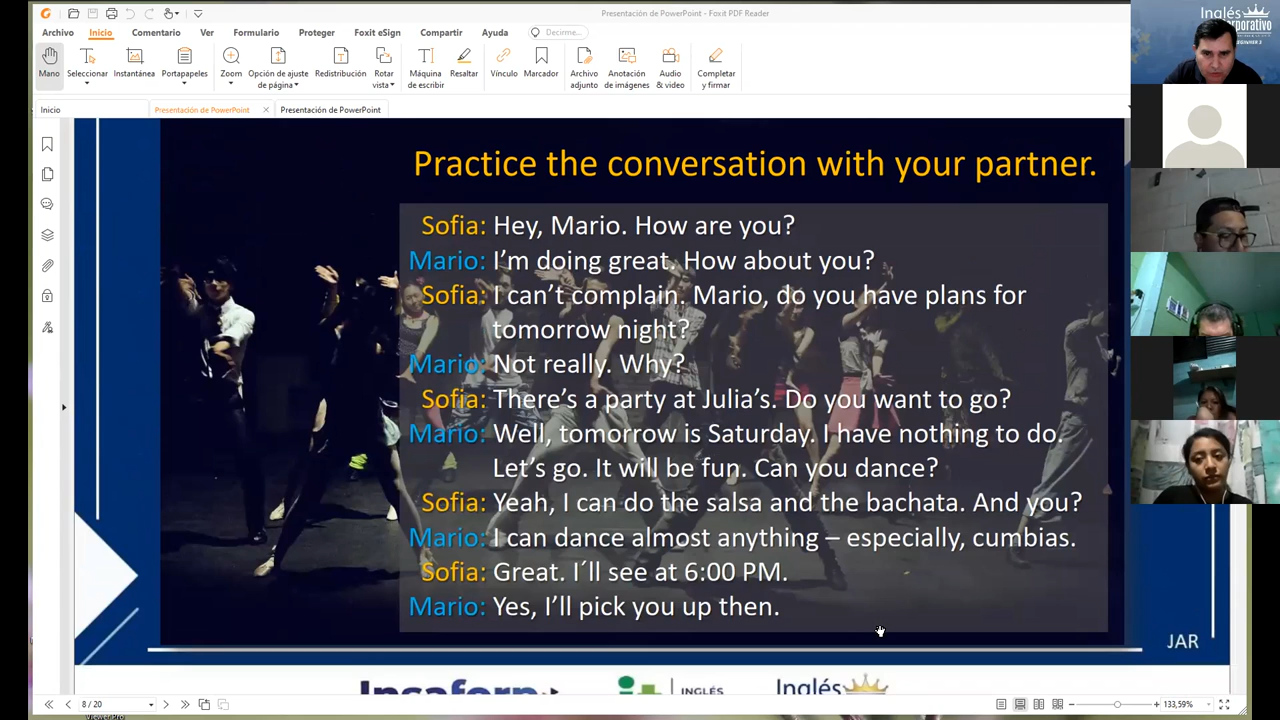 Presentación de PowerPoint - Foxit PDF Reader
Archivo Inicio Comentario Ver Formulario Proteger Foxit eSign Compartir Ayuda Decirme...
Mano Seleccionar Instantánea Portapapeles Zoom Opción de ajuste de página Redistribución Rotar vista Máquina de escribir Resaltar Vínculo Marcador Archivo adjunto Anotación de imágenes Audio & video Completar y firmar
Inicio Presentación de PowerPoint Presentación de PowerPoint
Practice the conversation with your partner.
Sofia: Hey, Mario. How are you?
Mario: I'm doing great. How about you?
Sofia: I can't complain. Mario, do you have plans for
tomorrow night?
Mario: Not really. Why?
Sofia: There's a party at Julia's. Do you want to go?
Mario: Well, tomorrow is Saturday. I have nothing to do.
Let's go. It will be fun. Can you dance?
Sofia: Yeah, I can do the salsa and the bachata. And you?
Mario: I can dance almost anything – especially, cumbias.
Sofia: Great. I´ll see at 6:00 PM.
Mario: Yes, I'll pick you up then.
JAR
Insaforp INGLÉS Inglés
8 / 20
133,59%
Inglés